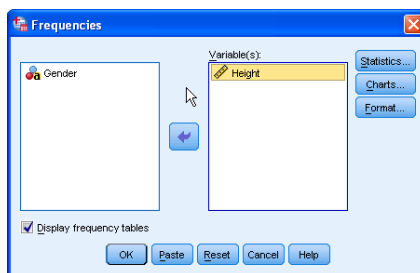 Frequencies
Variable(s):
Gender
Height
Statistics...
Charts...
Format...
Display frequency tables
OK Paste Reset Cancel Help